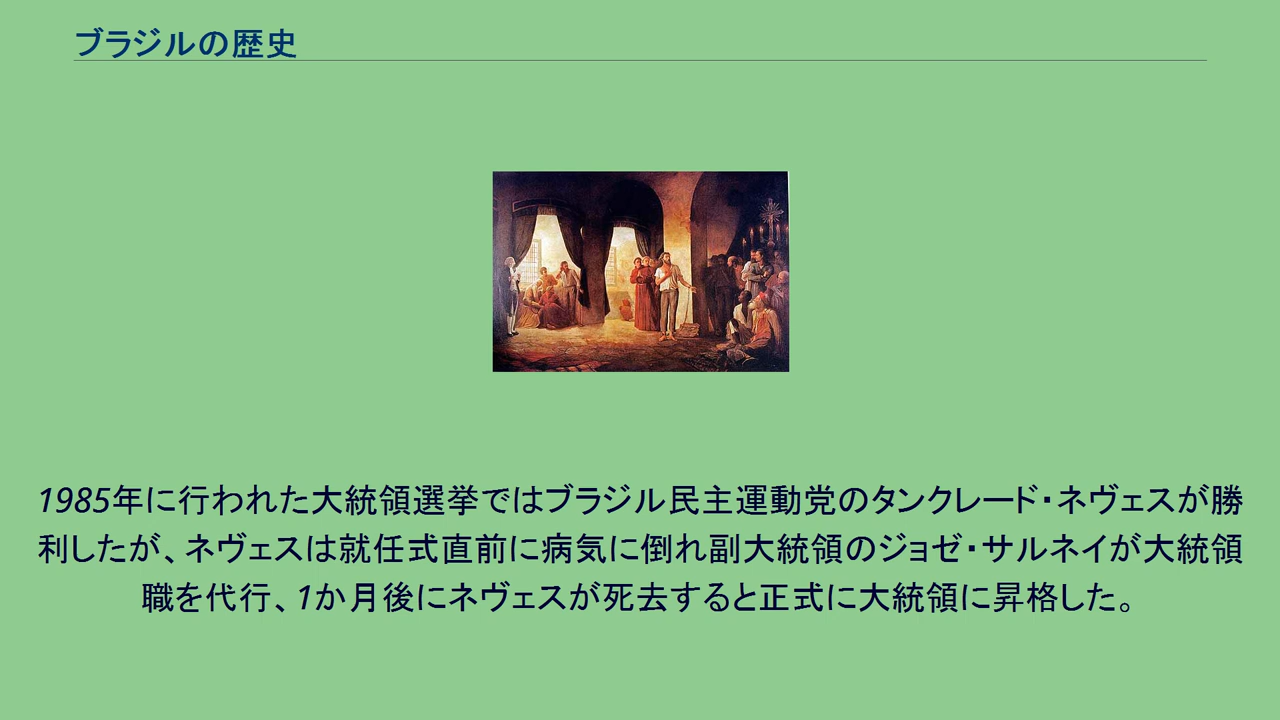 ブラジルの歴史
1985年に行われた大統領選挙ではブラジル民主運動党のタンクレード・ネヴェスが勝
利したが、ネヴェスは就任式直前に病気に倒れ副大統領のジョゼ・サルネイが大統領
職を代行、1か月後にネヴェスが死去すると正式に大統領に昇格した。